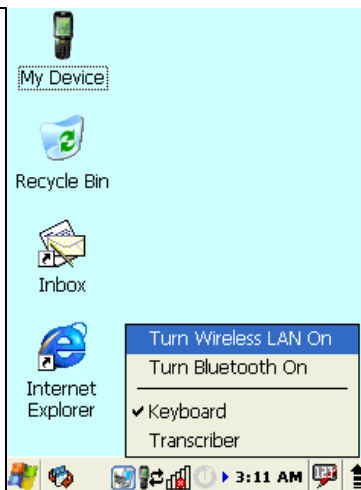 My Device
Recycle Bin
Inbox
Internet
Explorer
Turn Wireless LAN On
Turn Bluetooth On
Keyboard
Transcriber
3:11 AM